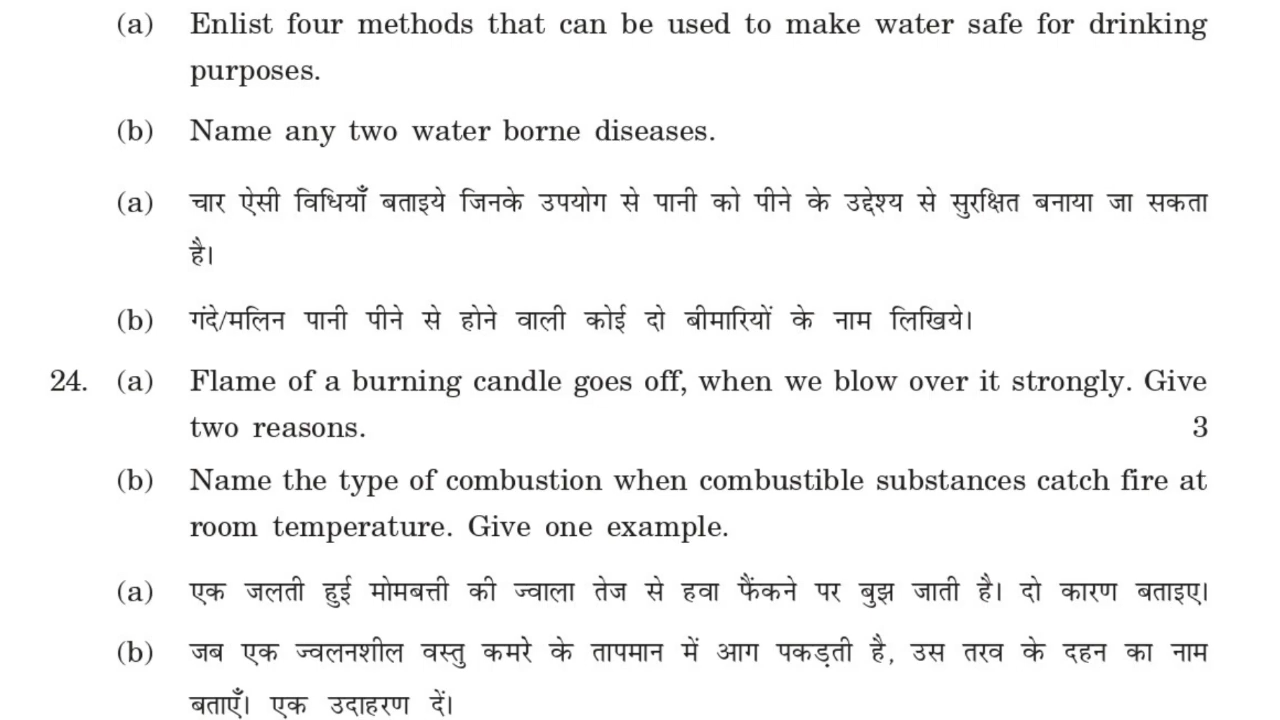 (a) Enlist four methods that can be used to make water safe for drinking
purposes.
(b) Name any two water borne diseases.
(a) चार ऐसी विधियाँ बताइये जिनके उपयोग से पानी को पीने के उद्देश्य से सुरक्षित बनाया जा सकता
है।
(b) गंदे/मलिन पानी पीने से होने वाली कोई दो बीमारियों के नाम लिखिये।
24. (a) Flame of a burning candle goes off, when we blow over it strongly. Give
two reasons. 3
(b) Name the type of combustion when combustible substances catch fire at
room temperature. Give one example.
(a) एक जलती हुई मोमबत्ती की ज्वाला तेज से हवा फैंकने पर बुझ जाती है। दो कारण बताइए।
(b) जब एक ज्वलनशील वस्तु कमरे के तापमान में आग पकड़ती है, उस तरव के दहन का नाम
बताएँ। एक उदाहरण दें।